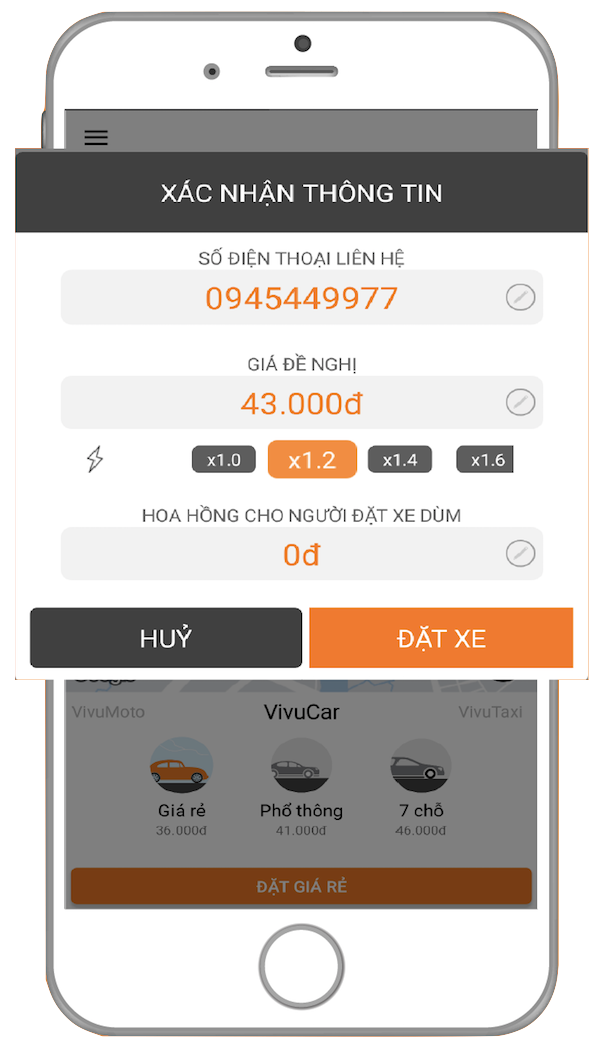 XÁC NHẬN THÔNG TIN
SỐ ĐIỆN THOẠI LIÊN HỆ
0945449977
GIÁ ĐỀ NGHỊ
43.000đ
x1.0 x1.2 x1.4 x1.6
HOA HỒNG CHO NGƯỜI ĐẶT XE DÙM
0đ
HUỶ ĐẶT XE
VivuMoto VivuCar VivuTaxi
Giá rẻ Phổ thông 7 chỗ
36.000đ 41.000đ 46.000đ
ĐẶT GIÁ RẺ